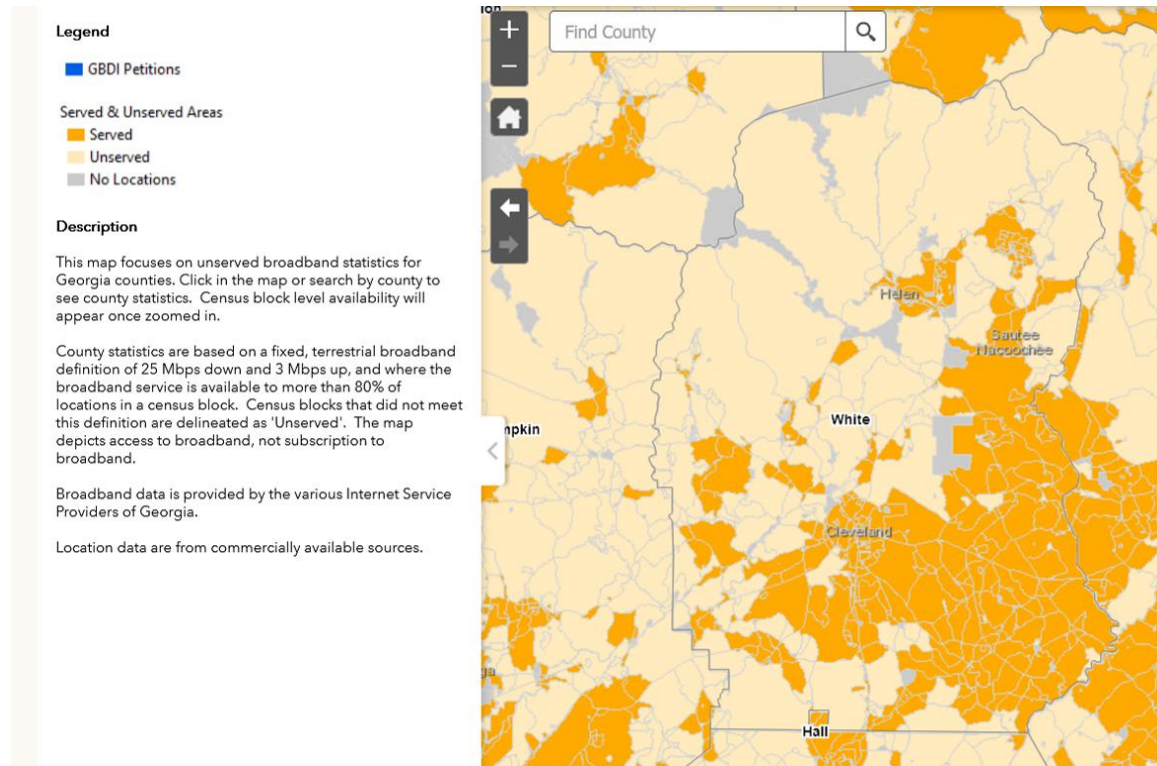 Legend
GBDI Petitions
Served & Unserved Areas
Served
Unserved
No Locations
Description
This map focuses on unserved broadband statistics for
Georgia counties. Click in the map or search by county to
see county statistics. Census block level availability will
appear once zoomed in.
County statistics are based on a fixed, terrestrial broadband
definition of 25 Mbps down and 3 Mbps up, and where the
broadband service is available to more than 80% of
locations in a census block. Census blocks that did not meet
this definition are delineated as 'Unserved'. The map
depicts access to broadband, not subscription to
broadband.
Broadband data is provided by the various Internet Service
Providers of Georgia.
Location data are from commercially available sources.
+
Find County
−
Helen
Sautee
Nacoochee
White
mpkin
Cleveland
ga
Hall